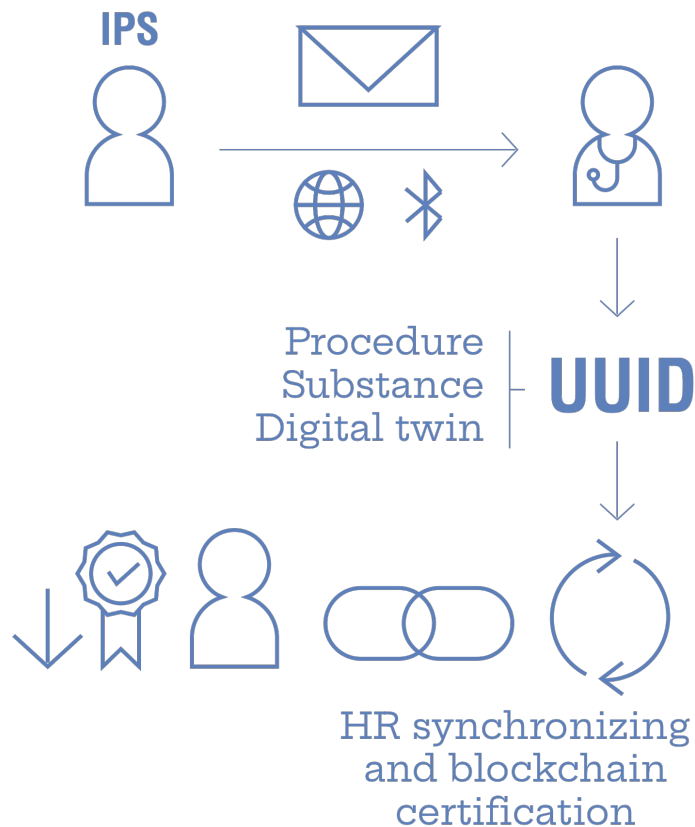 IPS
Procedure
Substance
Digital twin
UUID
HR synchronizing
and blockchain
certification